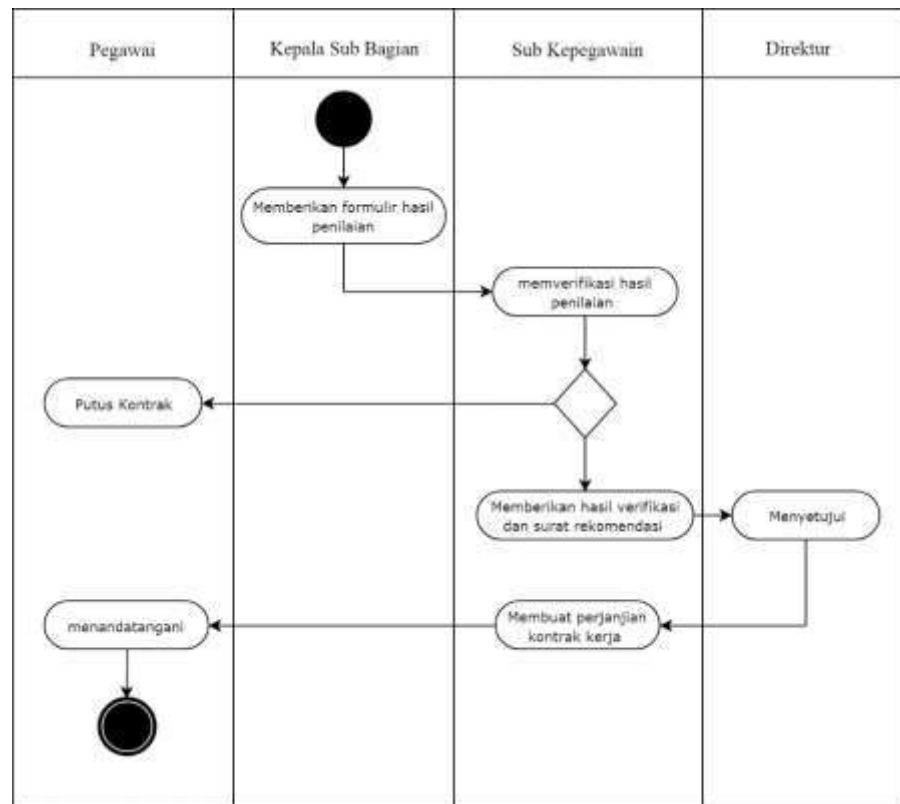 Pegawai
Kepala Sub Bagian
Sub Kepegawain
Direktur
Memberikan formulir hasil
penilaian
memverifikasi hasil
penilaian
Putus Kontrak
Memberikan hasil verifikasi
dan surat rekomendasi
Menyetujui
menandatangani
Membuat perjanjian
kontrak kerja